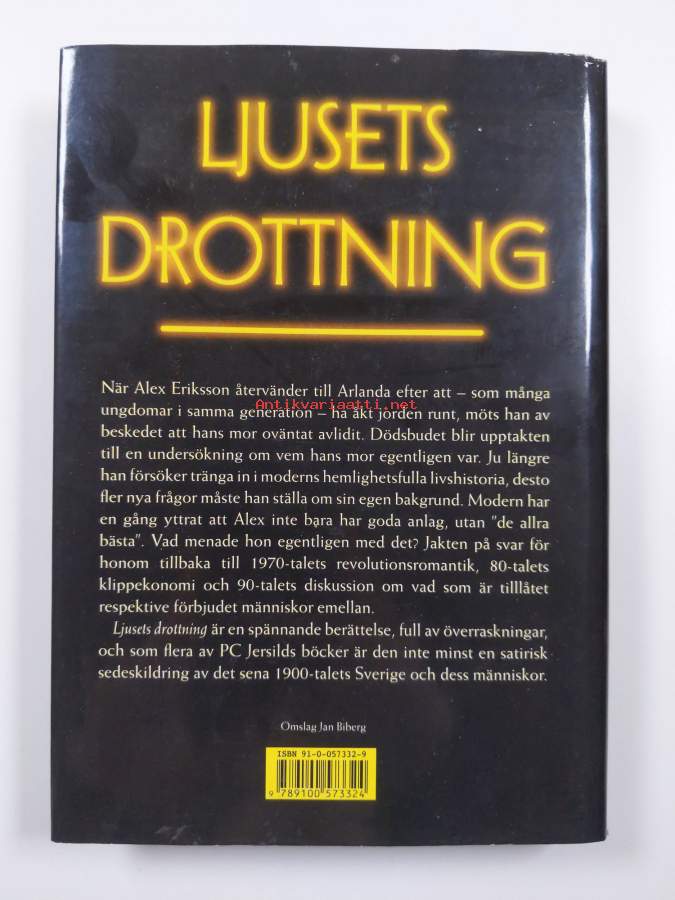 LJUSETS
DROTTNING
När Alex Eriksson återvänder till Arlanda efter att – som många
ungdomar i samma generation – ha åkt jorden runt, möts han av
Antikvariaatti.net
beskedet att hans mor oväntat avlidit. Dödsbudet blir upptakten
till en undersökning om vem hans mor egentligen var. Ju längre
han försöker tränga in i moderns hemlighetsfulla livshistoria, desto
fler nya frågor måste han ställa om sin egen bakgrund. Modern har
en gång yttrat att Alex inte bara har goda anlag, utan "de allra
bästa". Vad menade hon egentligen med det? Jakten på svar för
honom tillbaka till 1970-talets revolutionsromantik, 80-talets
klippekonomi och 90-talets diskussion om vad som är tilllåtet
respektive förbjudet människor emellan.
Ljusets drottning är en spännande berättelse, full av överraskningar,
och som flera av PC Jersilds böcker är den inte minst en satirisk
sedeskildring av det sena 1900-talets Sverige och dess människor.
Omslag Jan Biberg
ISBN 91-0-057332-9
9 789100 573324